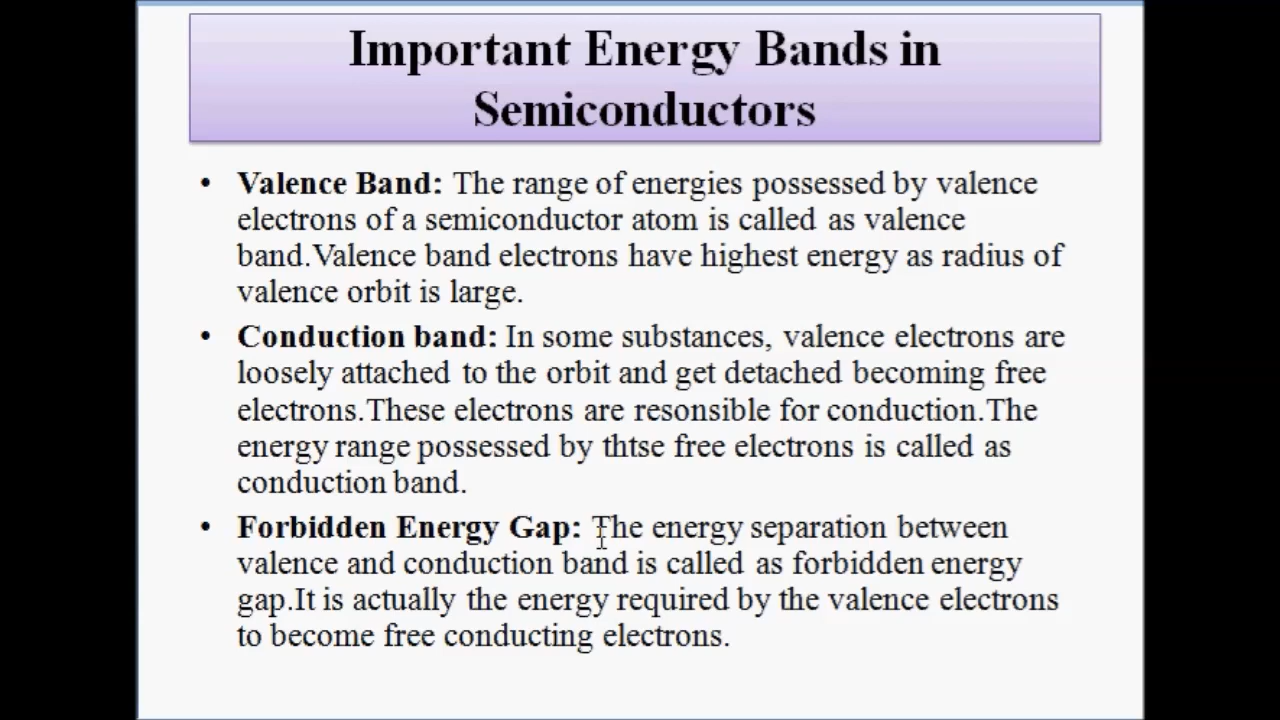 Important Energy Bands in
Semiconductors
• Valence Band: The range of energies possessed by valence
electrons of a semiconductor atom is called as valence
band.Valence band electrons have highest energy as radius of
valence orbit is large.
• Conduction band: In some substances, valence electrons are
loosely attached to the orbit and get detached becoming free
electrons.These electrons are resonsible for conduction.The
energy range possessed by thtse free electrons is called as
conduction band.
• Forbidden Energy Gap: The energy separation between
valence and conduction band is called as forbidden energy
gap.It is actually the energy required by the valence electrons
to become free conducting electrons.